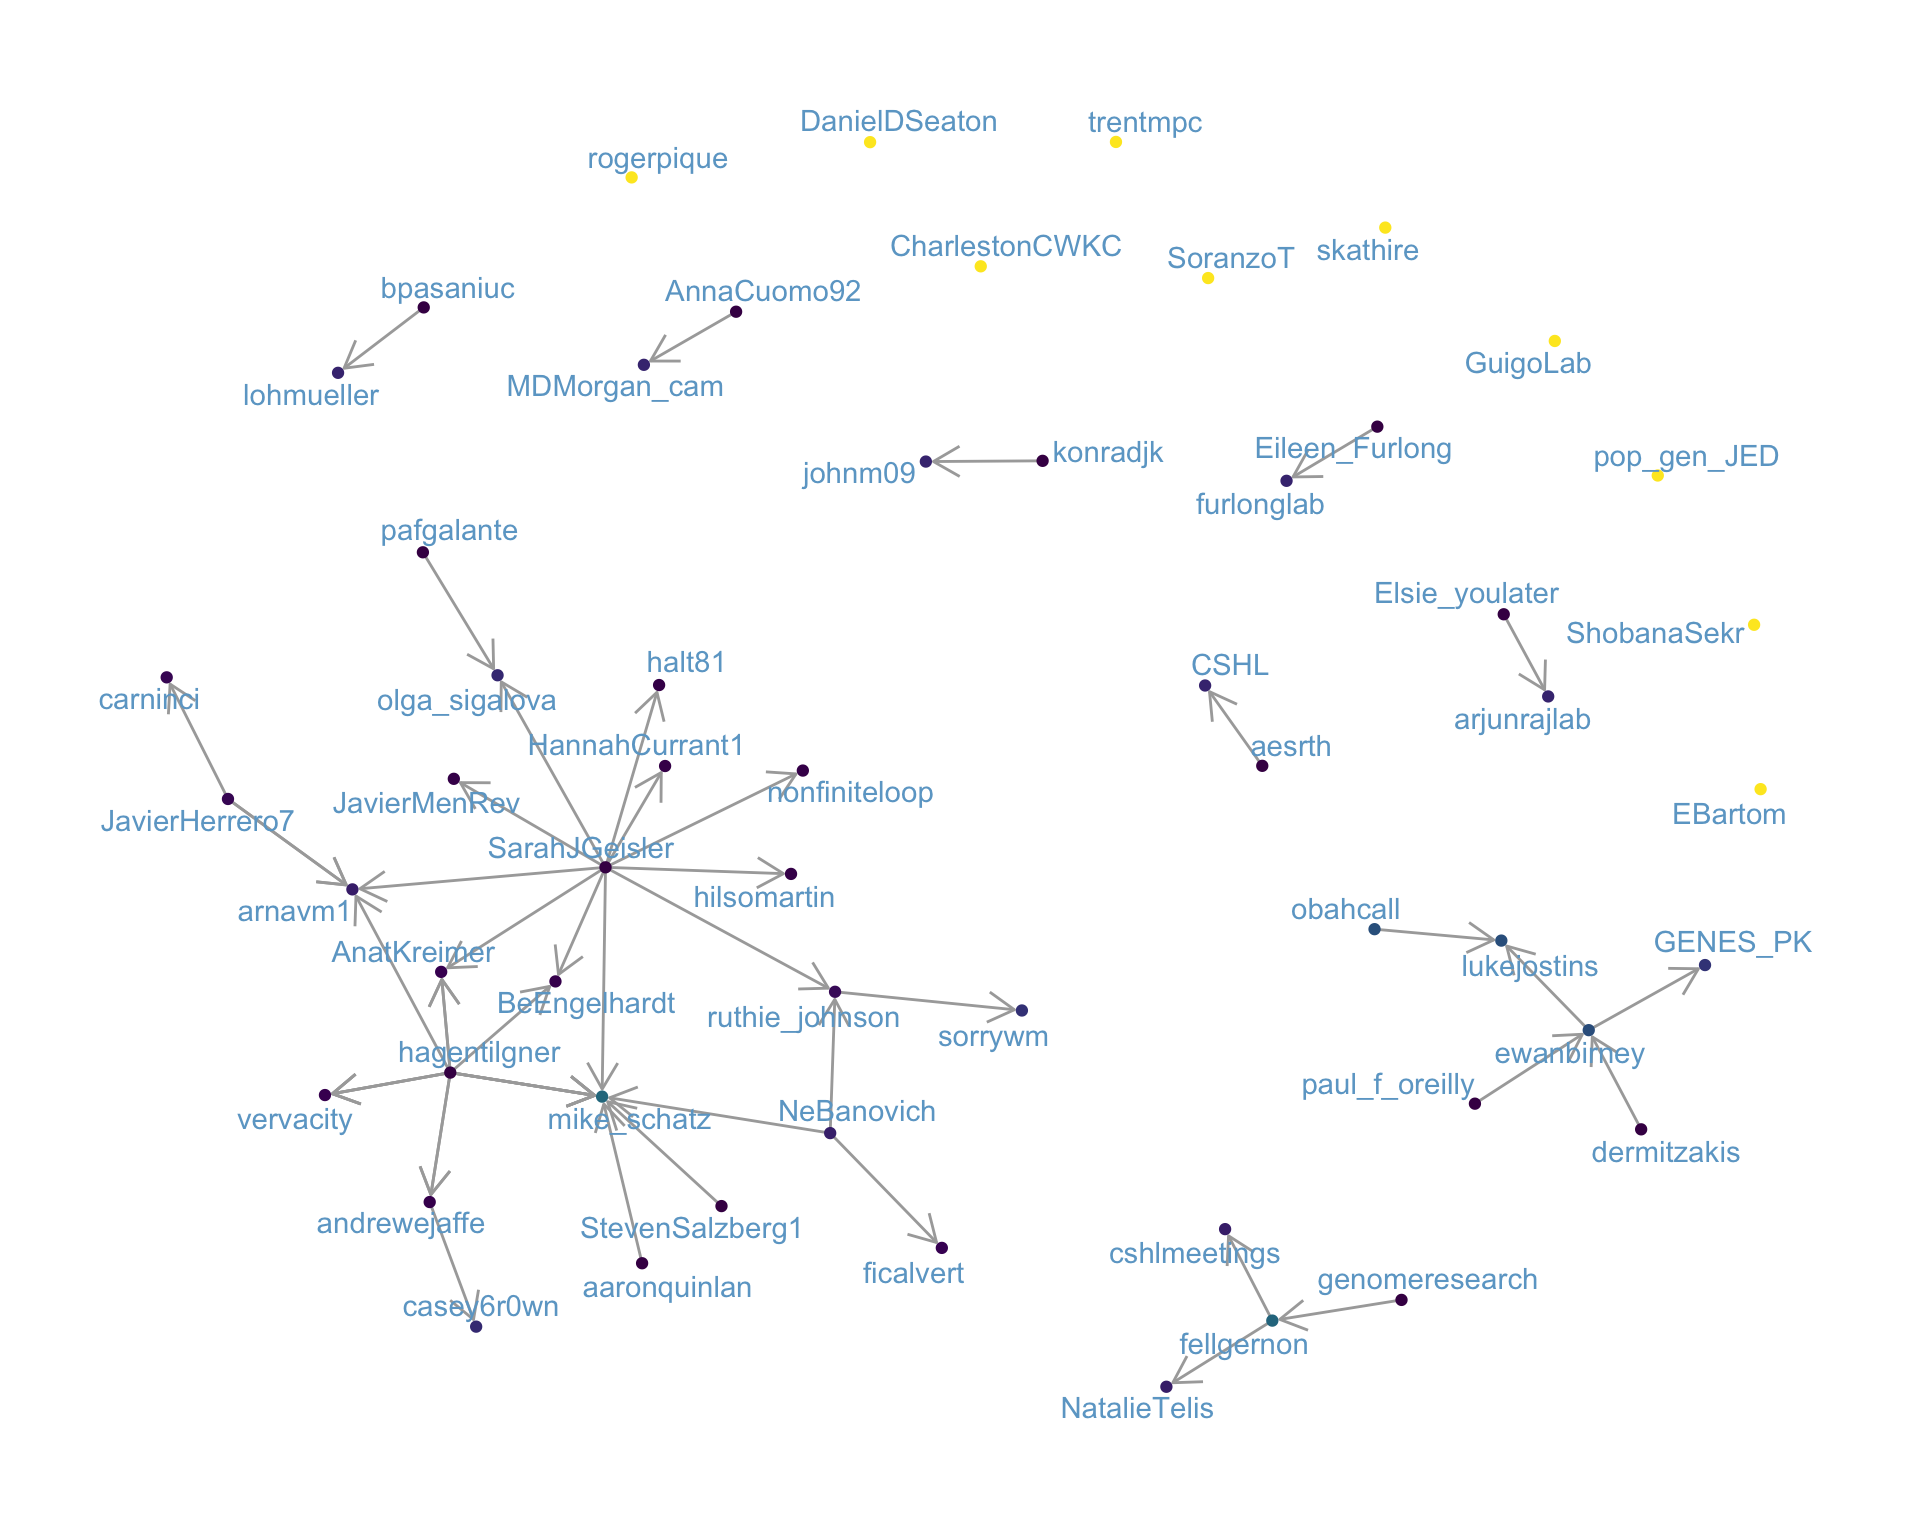 DanielDSeaton
trentmpc
rogerpique
CharlestonCWKC
SoranzoT
skathire
bpasaniuc
AnnaCuomo92
GuigoLab
lohmueller
MDMorgan_cam
johnm09
konradjk
Eileen_Furlong
pop_gen_JED
furlonglab
pafgalante
Elsie_youlater
ShobanaSekr
halt81
CSHL
carninci
olga_sigalova
arjunrajlab
HannahCurrant1
aesrth
JavierMenRev
nonfiniteloop
JavierHerrero7
EBartom
SarahJGeisler
hilsomartin
arnavm1
obahcall
AnatKreimer
GENES_PK
lukejostins
BeEngelhardt
ruthie_johnson
sorrywm
hagentilgner
ewanbirney
paul_f_oreilly
vervacity
mike_schatz
NeBanovich
dermitzakis
andrewejaffe
StevenSalzberg1
cshlmeetings
ficalvert
aaronquinlan
genomeresearch
casey6r0wn
fellgernon
NatalieTelis